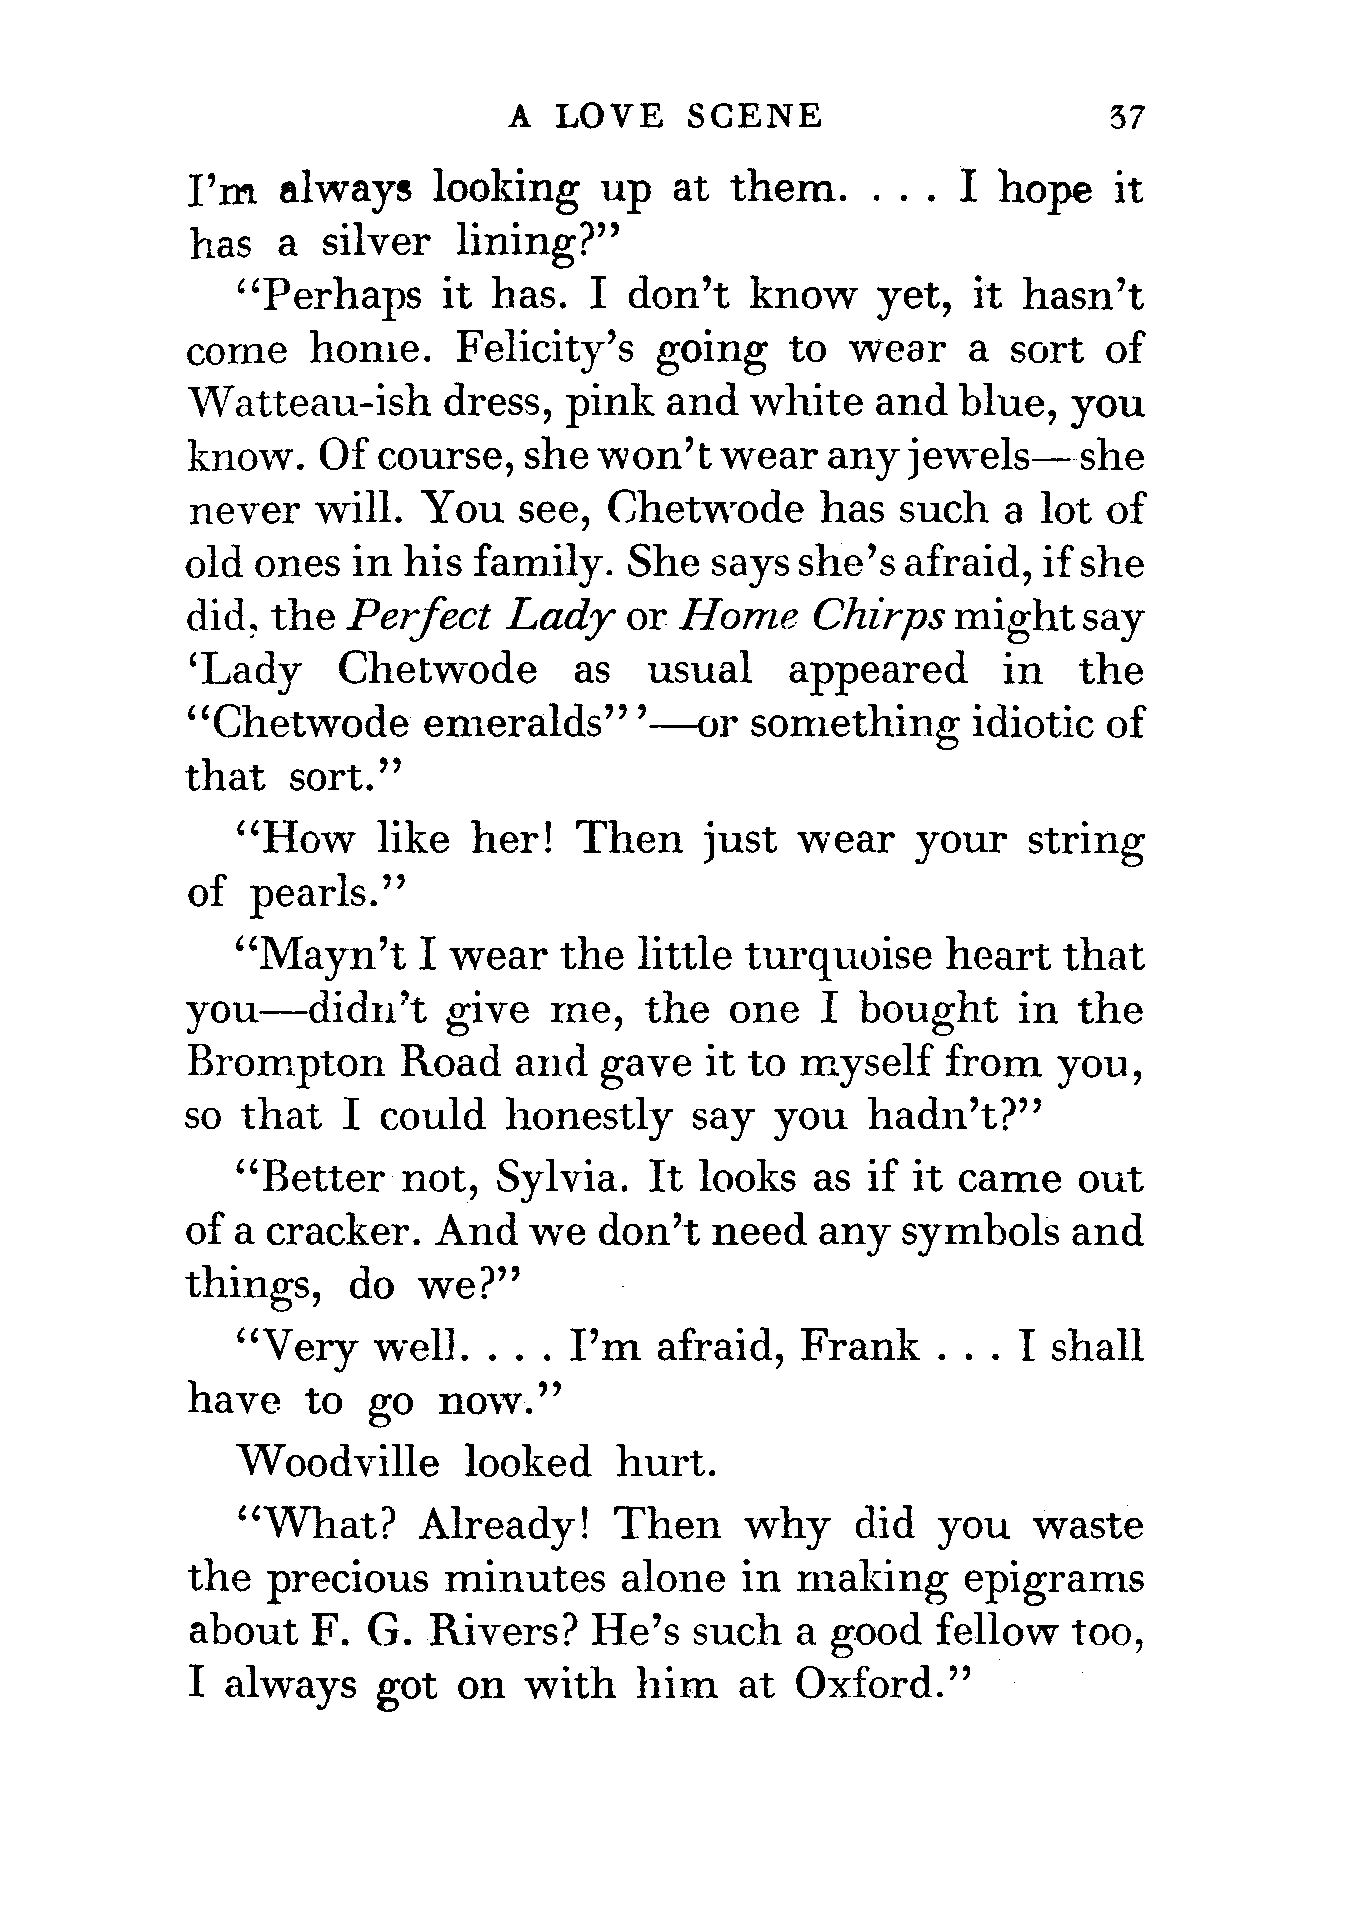 A LOVE SCENE 37
I'm always looking up at them. . . . I hope it
has a silver lining?"
"Perhaps it has. I don't know yet, it hasn't
come home. Felicity's going to wear a sort of
Watteau-ish dress, pink and white and blue, you
know. Of course, she won't wear any jewels—she
never will. You see, Chetwode has such a lot of
old ones in his family. She says she's afraid, if she
did, the Perfect Lady or Home Chirps might say
'Lady Chetwode as usual appeared in the
"Chetwode emeralds" '—or something idiotic of
that sort."
"How like her! Then just wear your string
of pearls."
"Mayn't I wear the little turquoise heart that
you—didn't give me, the one I bought in the
Brompton Road and gave it to myself from you,
so that I could honestly say you hadn't?"
"Better not, Sylvia. It looks as if it came out
of a cracker. And we don't need any symbols and
things, do we?"
"Very well. . . . I'm afraid, Frank . . . I shall
have to go now."
Woodville looked hurt.
"What? Already! Then why did you waste
the precious minutes alone in making epigrams
about F. G. Rivers? He's such a good fellow too,
I always got on with him at Oxford."